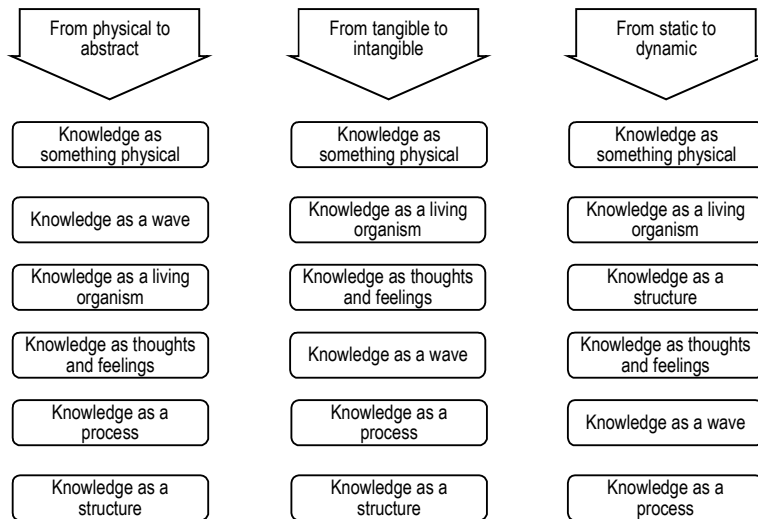 From physical to
abstract
Knowledge as
something physical
Knowledge as a wave
Knowledge as a living
organism
Knowledge as thoughts
and feelings
Knowledge as a
process
Knowledge as a
structure
From tangible to
intangible
Knowledge as
something physical
Knowledge as a living
organism
Knowledge as thoughts
and feelings
Knowledge as a wave
Knowledge as a
process
Knowledge as a
structure
From static to
dynamic
Knowledge as
something physical
Knowledge as a living
organism
Knowledge as a
structure
Knowledge as thoughts
and feelings
Knowledge as a wave
Knowledge as a
process